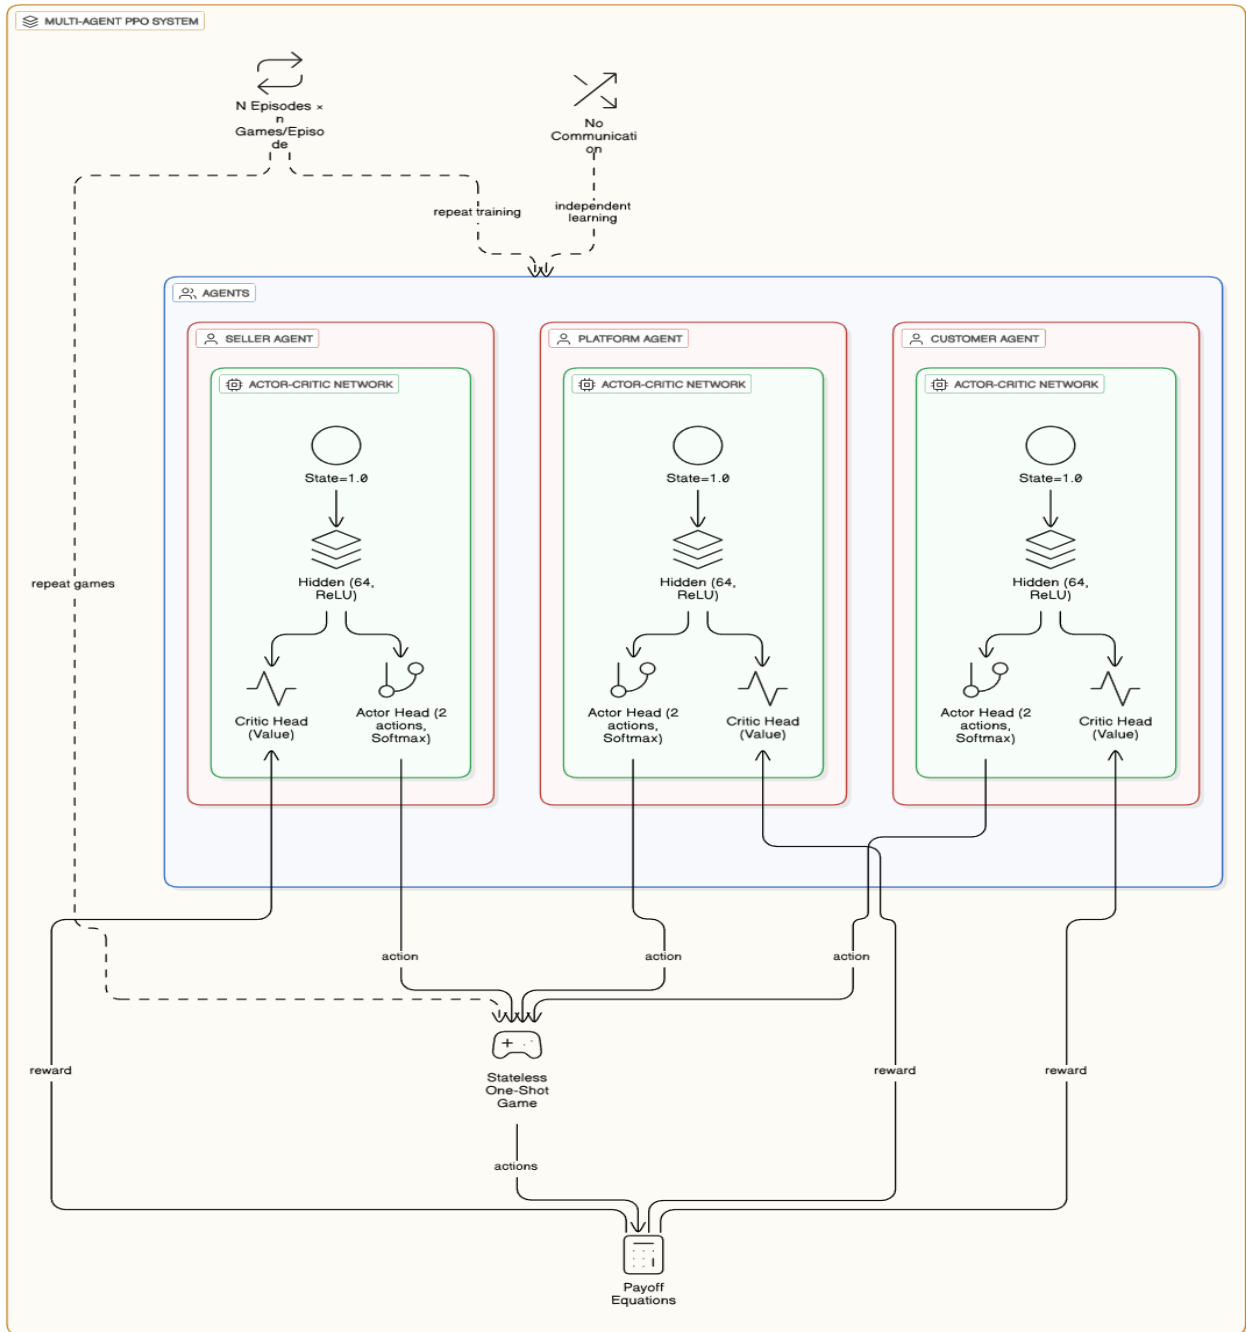 MULTI-AGENT PPO SYSTEM
N Episodes ×
n
Games/Episo
de
No
Communicati
on
repeat training
independent
learning
AGENTS
SELLER AGENT
PLATFORM AGENT
CUSTOMER AGENT
ACTOR-CRITIC NETWORK
ACTOR-CRITIC NETWORK
ACTOR-CRITIC NETWORK
State=1.0
State=1.0
State=1.0
repeat games
Hidden (64,
ReLU)
Hidden (64,
ReLU)
Hidden (64,
ReLU)
Critic Head
(Value)
Actor Head (2
actions,
Softmax)
Actor Head (2
actions,
Softmax)
Critic Head
(Value)
Actor Head (2
actions,
Softmax)
Critic Head
(Value)
action
action
action
reward
Stateless
One-Shot
Game
reward
reward
actions
Payoff
Equations